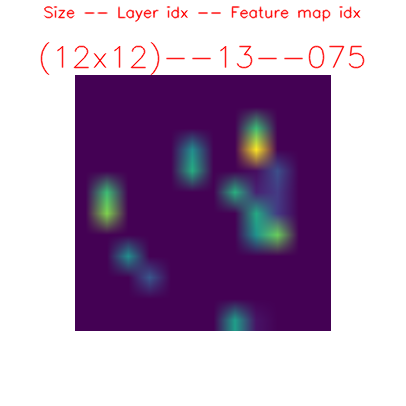 Size -- Layer idx -- Feature map idx
(12x12)--13--075